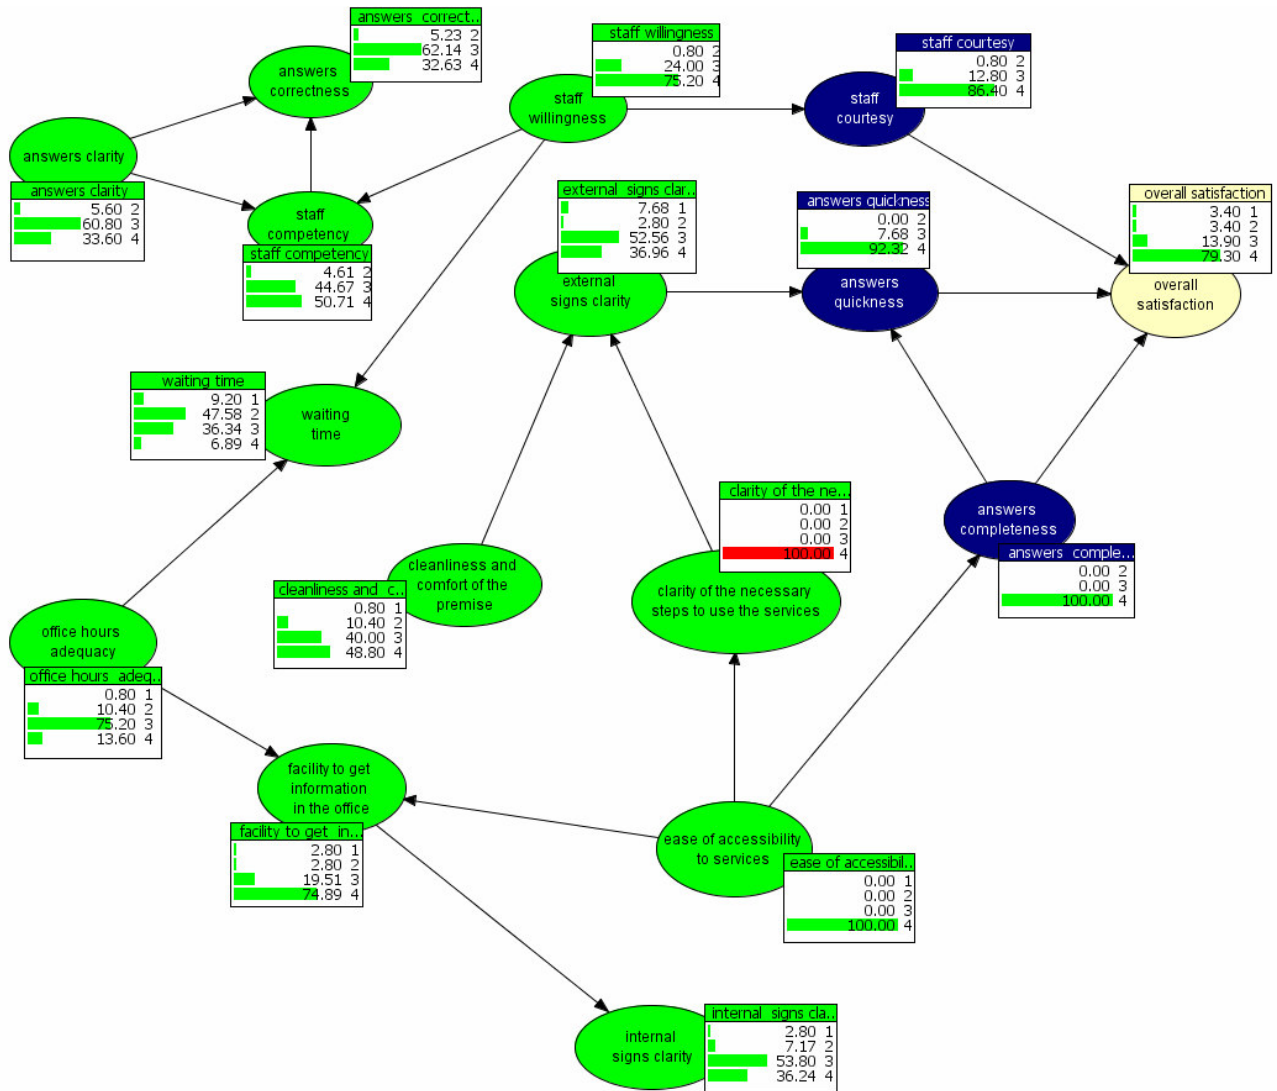 answers correct...
5.23 2
62.14 3
32.63 4
answers
correctness
staff willingness
0.80 2
24.00 3
75.20 4
staff
willingness
staff courtesy
0.80 2
12.80 3
86.40 4
staff
courtesy
answers clarity
answers clarity
5.60 2
60.80 3
33.60 4
staff
competency
staff competency
4.61 2
44.67 3
50.71 4
external signs clar..
7.68 1
2.80 2
52.56 3
36.96 4
external
signs clarity
answers quickness
0.00 2
7.68 3
92.32 4
answers
quickness
overall satisfaction
3.40 1
3.40 2
13.90 3
79.30 4
overall
satisfaction
waiting time
9.20 1
47.58 2
36.34 3
6.89 4
waiting
time
clarity of the ne...
0.00 1
0.00 2
0.00 3
100.00 4
clarity of the necessary
steps to use the services
answers
completeness
answers comple...
0.00 2
0.00 3
100.00 4
cleanliness and
comfort of the
premise
cleanliness and c...
0.80 1
10.40 2
40.00 3
48.80 4
office hours
adequacy
office hours adeq...
0.80 1
10.40 2
75.20 3
13.60 4
facility to get
information
in the office
facility to get in...
2.80 1
2.80 2
19.51 3
74.89 4
ease of accessibility
to services
ease of accessibil...
0.00 1
0.00 2
0.00 3
100.00 4
internal
signs clarity
internal signs cla..
2.80 1
7.17 2
53.80 3
36.24 4